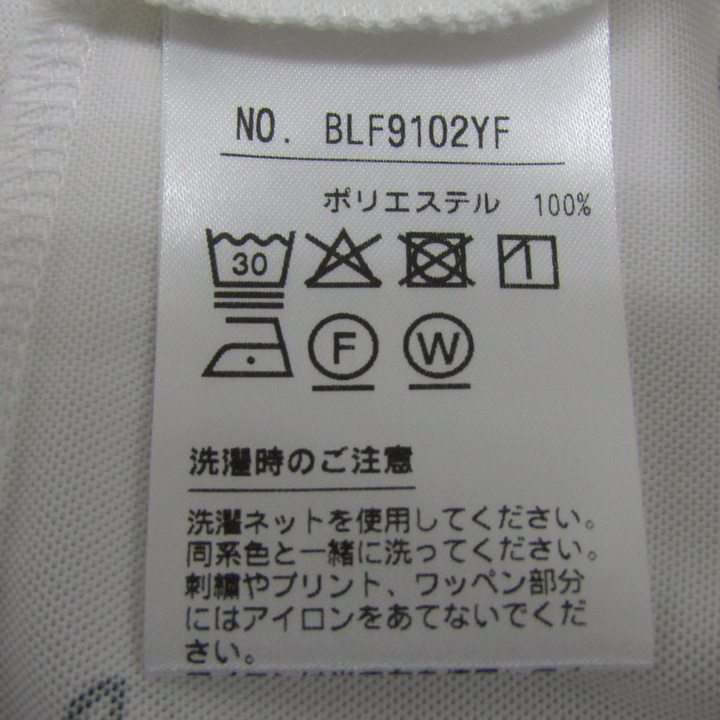 NO. BLF9102YF
ポリエステル 100%
30
F W
洗濯時のご注意
洗濯ネットを使用してください。
同系色と一緒に洗ってください。
刺繍やプリント、ワッペン部分
にはアイロンをあてないでくだ
さい。